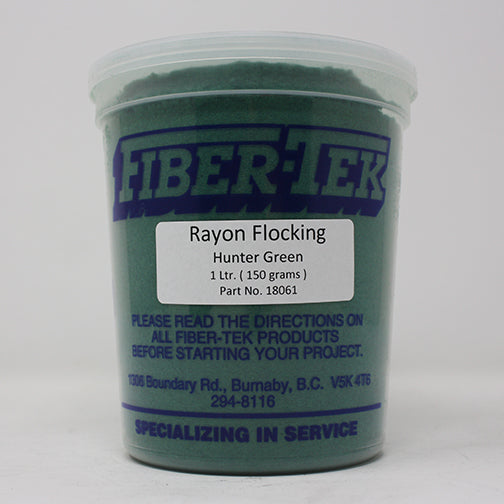 FIBER-TEK
Rayon Flocking
Hunter Green
1 Ltr. ( 150 grams )
Part No. 18061
PLEASE READ THE DIRECTIONS ON
ALL FIBER-TEK PRODUCTS
BEFORE STARTING YOUR PROJECT.
1306 Boundary Rd., Burnaby, B.C. V5K 4T6
294-8116
SPECIALIZING IN SERVICE